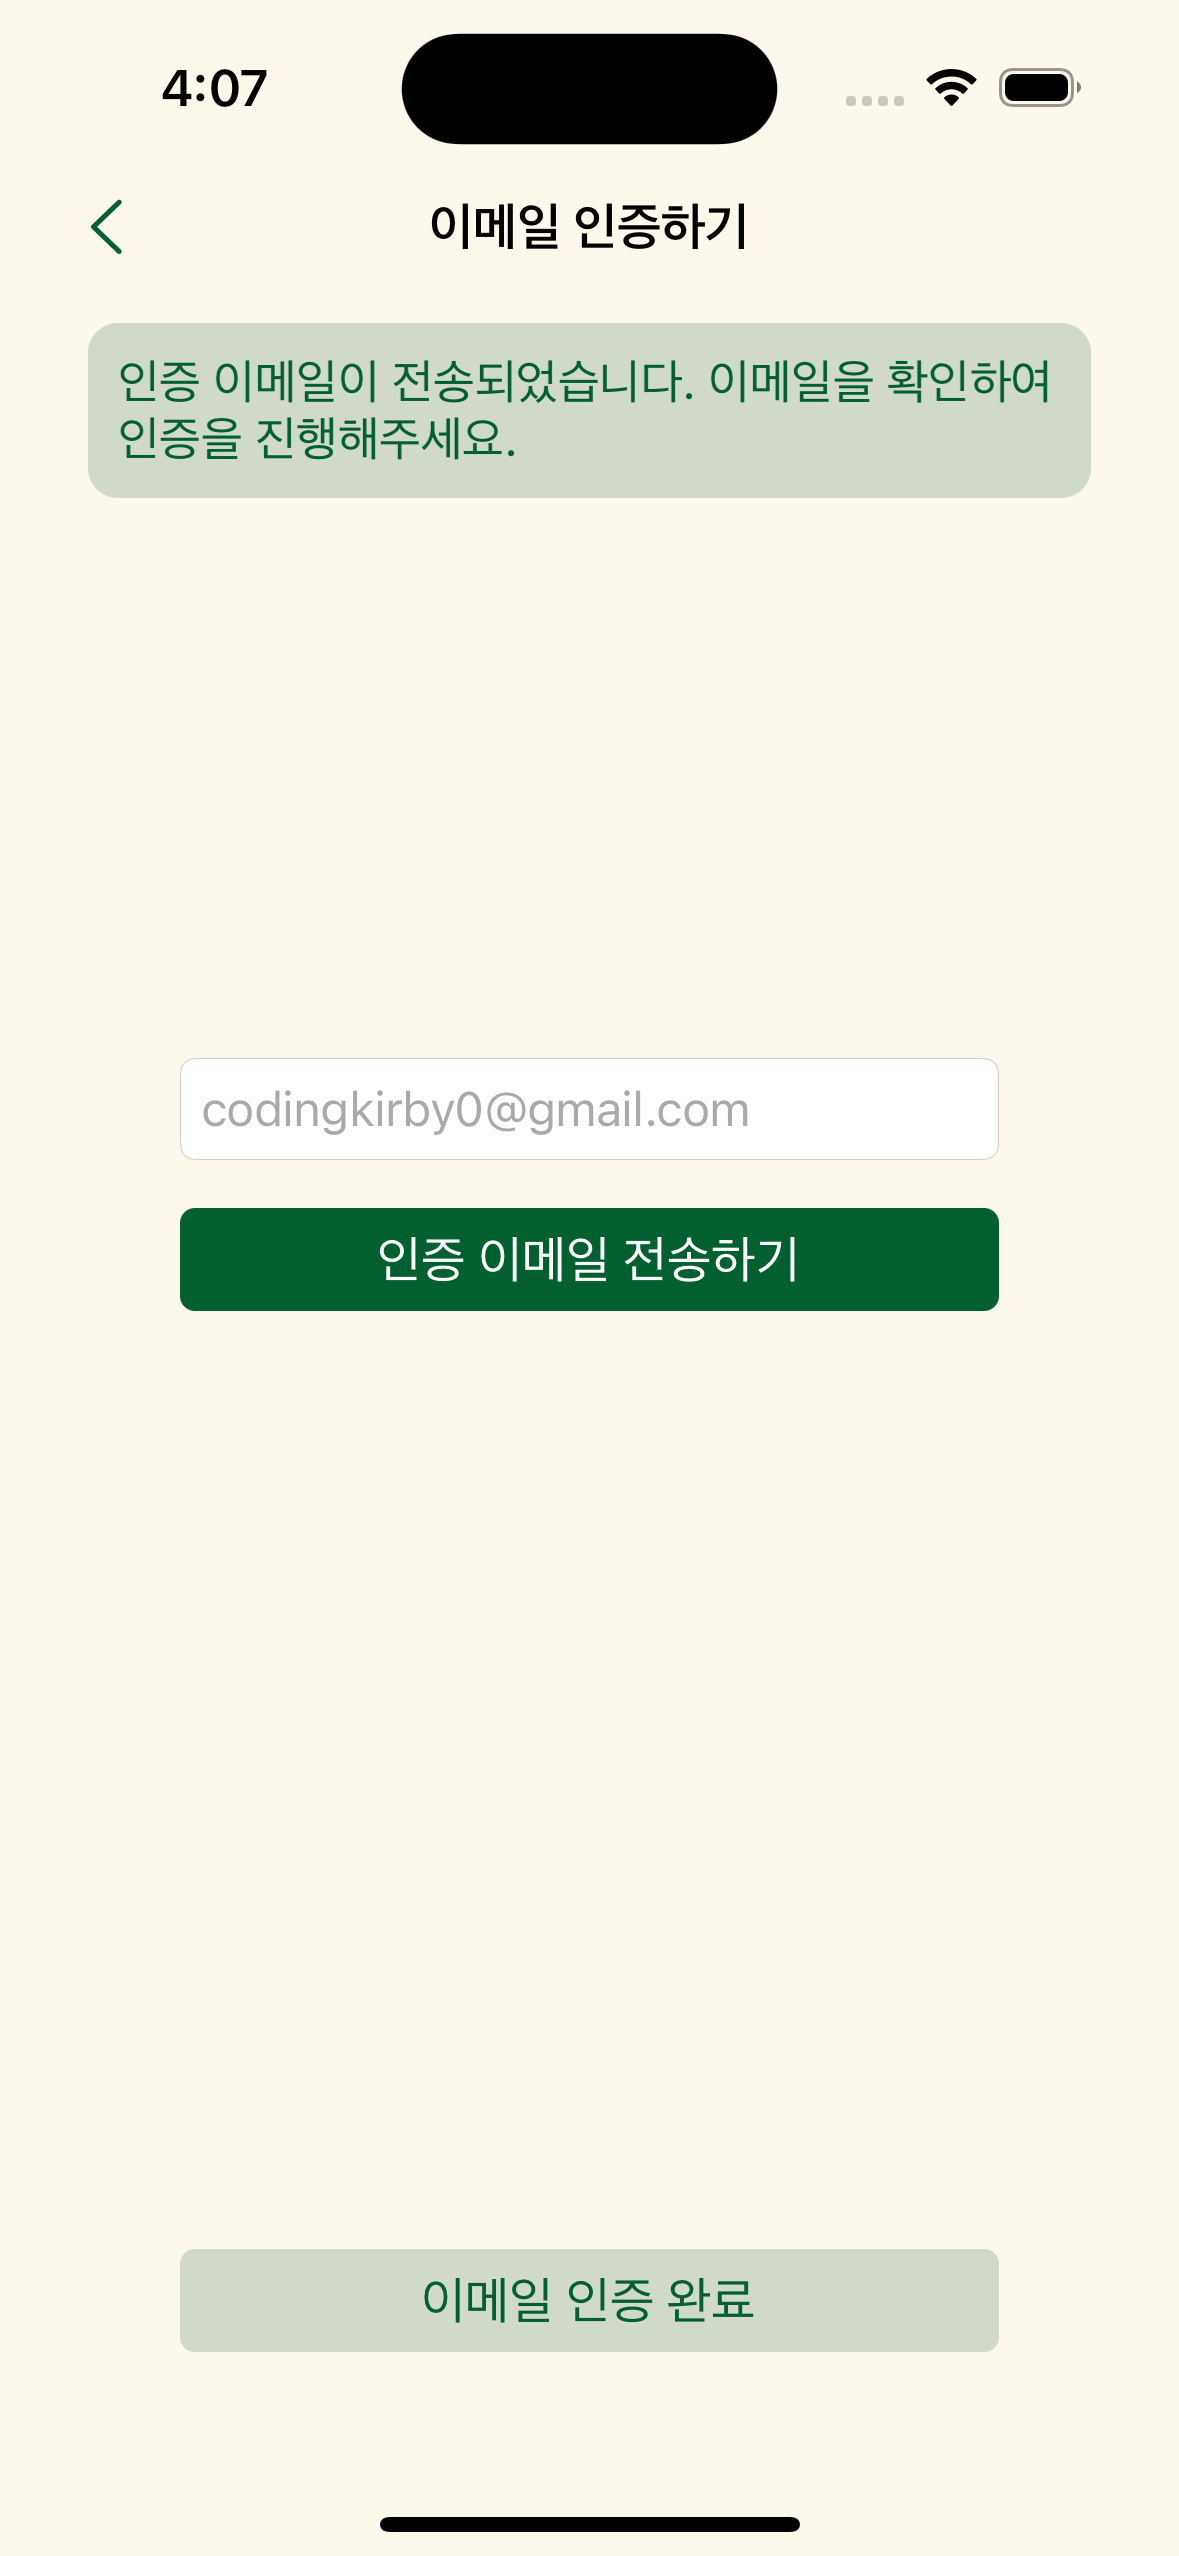 4:07
이메일 인증하기
인증 이메일이 전송되었습니다. 이메일을 확인하여
인증을 진행해주세요.
codingkirby0@gmail.com
인증 이메일 전송하기
이메일 인증 완료